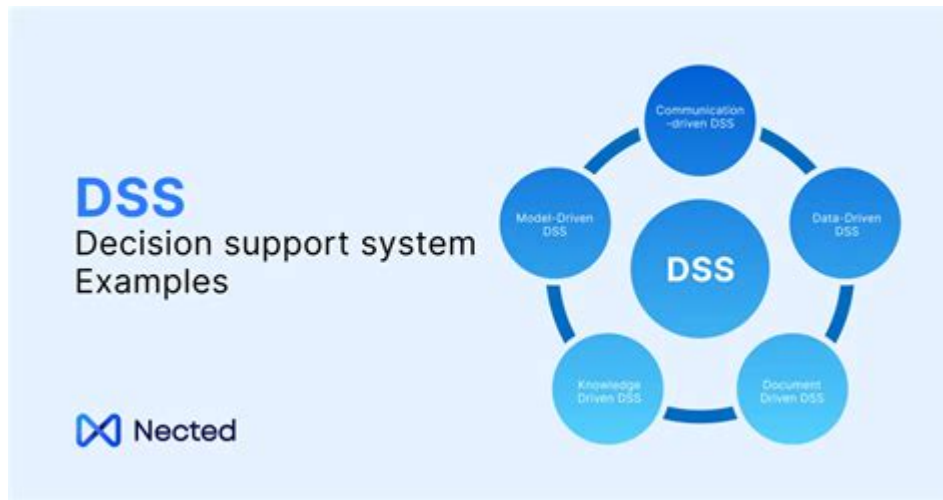 DSS
Decision support system
Examples
Nected
Communication
-driven DSS
Model-Driven
DSS
Data-Driven
DSS
DSS
Knowledge
Driven DSS
Document
Driven DSS